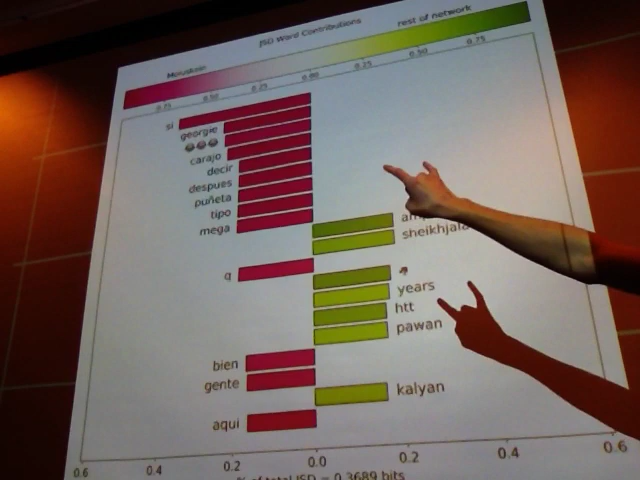 JSD Word Contributions
rest of network
0.75 0.50 0.25 0.00 0.25 0.50 0.75
si
georgie
carajo
decir
despues
puñeta
tipo
mega
sheikhjala
q
years
htt
pawan
bien
gente
kalyan
aqui
0.6 0.4 0.2 0.0 0.2 0.4 0.6
% of total JSD = 0.3689 bits